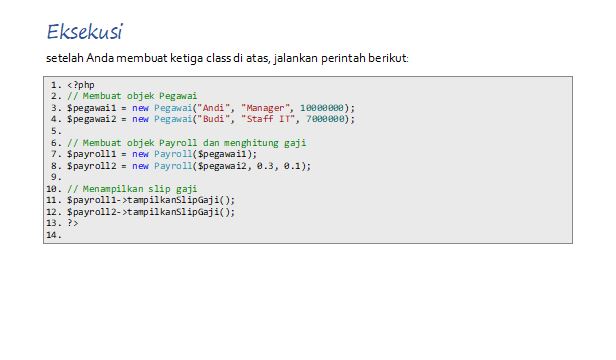 Eksekusi
setelah Anda membuat ketiga class di atas, jalankan perintah berikut:
1. <?php
2. // Membuat objek Pegawai
3. $pegawai1 = new Pegawai("Andi", "Manager", 10000000);
4. $pegawai2 = new Pegawai("Budi", "Staff IT", 7000000);
5.
6. // Membuat objek Payroll dan menghitung gaji
7. $payroll1 = new Payroll($pegawai1);
8. $payroll2 = new Payroll($pegawai2, 0.3, 0.1);
9.
10. // Menampilkan slip gaji
11. $payroll1->tampilkanSlipGaji();
12. $payroll2->tampilkanSlipGaji();
13. ?>
14.